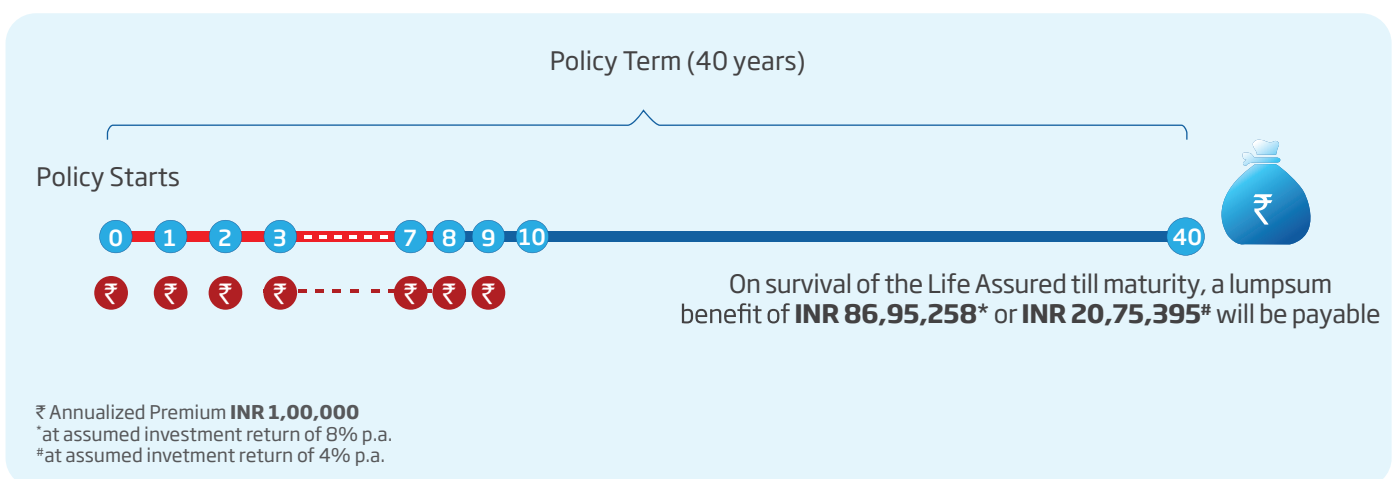 Policy Term (40 years)
Policy Starts
0 1 2 3 7 8 9 10 40 ₹
₹ ₹ ₹ ₹ ₹ ₹ ₹
On survival of the Life Assured till maturity, a lumpsum
benefit of INR 86,95,258* or INR 20,75,395# will be payable
₹ Annualized Premium INR 1,00,000
*at assumed investment return of 8% p.a.
#at assumed invetment return of 4% p.a.